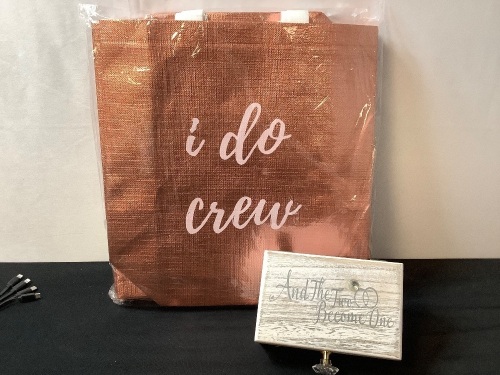 i do
crew
And The
Two
Become One